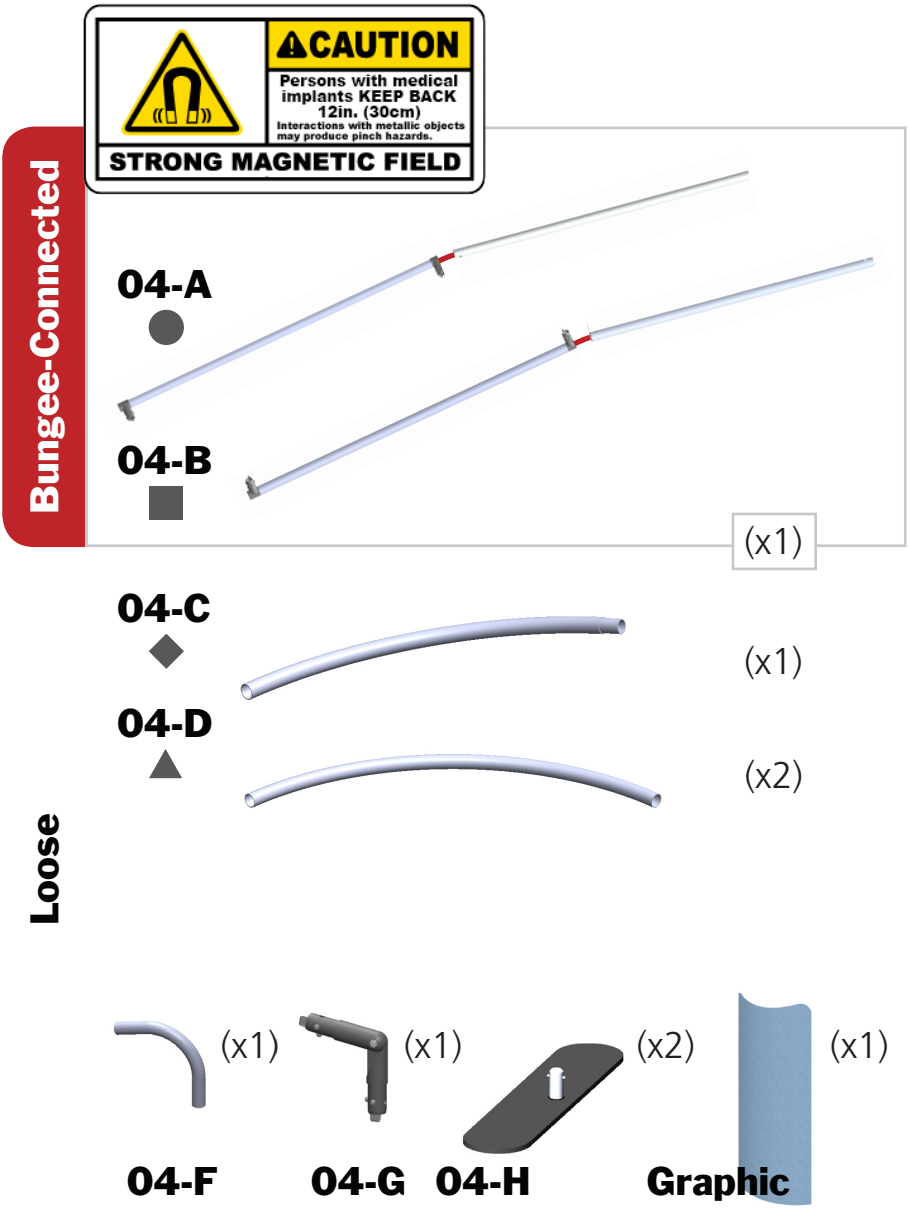 CAUTION
Persons with medical
implants KEEP BACK
12in. (30cm)
Interactions with metallic objects
may produce pinch hazards.
STRONG MAGNETIC FIELD
Bungee-Connected
04-A
04-B
(x1)
04-C
(x1)
04-D
(x2)
Loose
(x1)
(x1)
(x2)
(x1)
04-F
04-G
04-H
Graphic